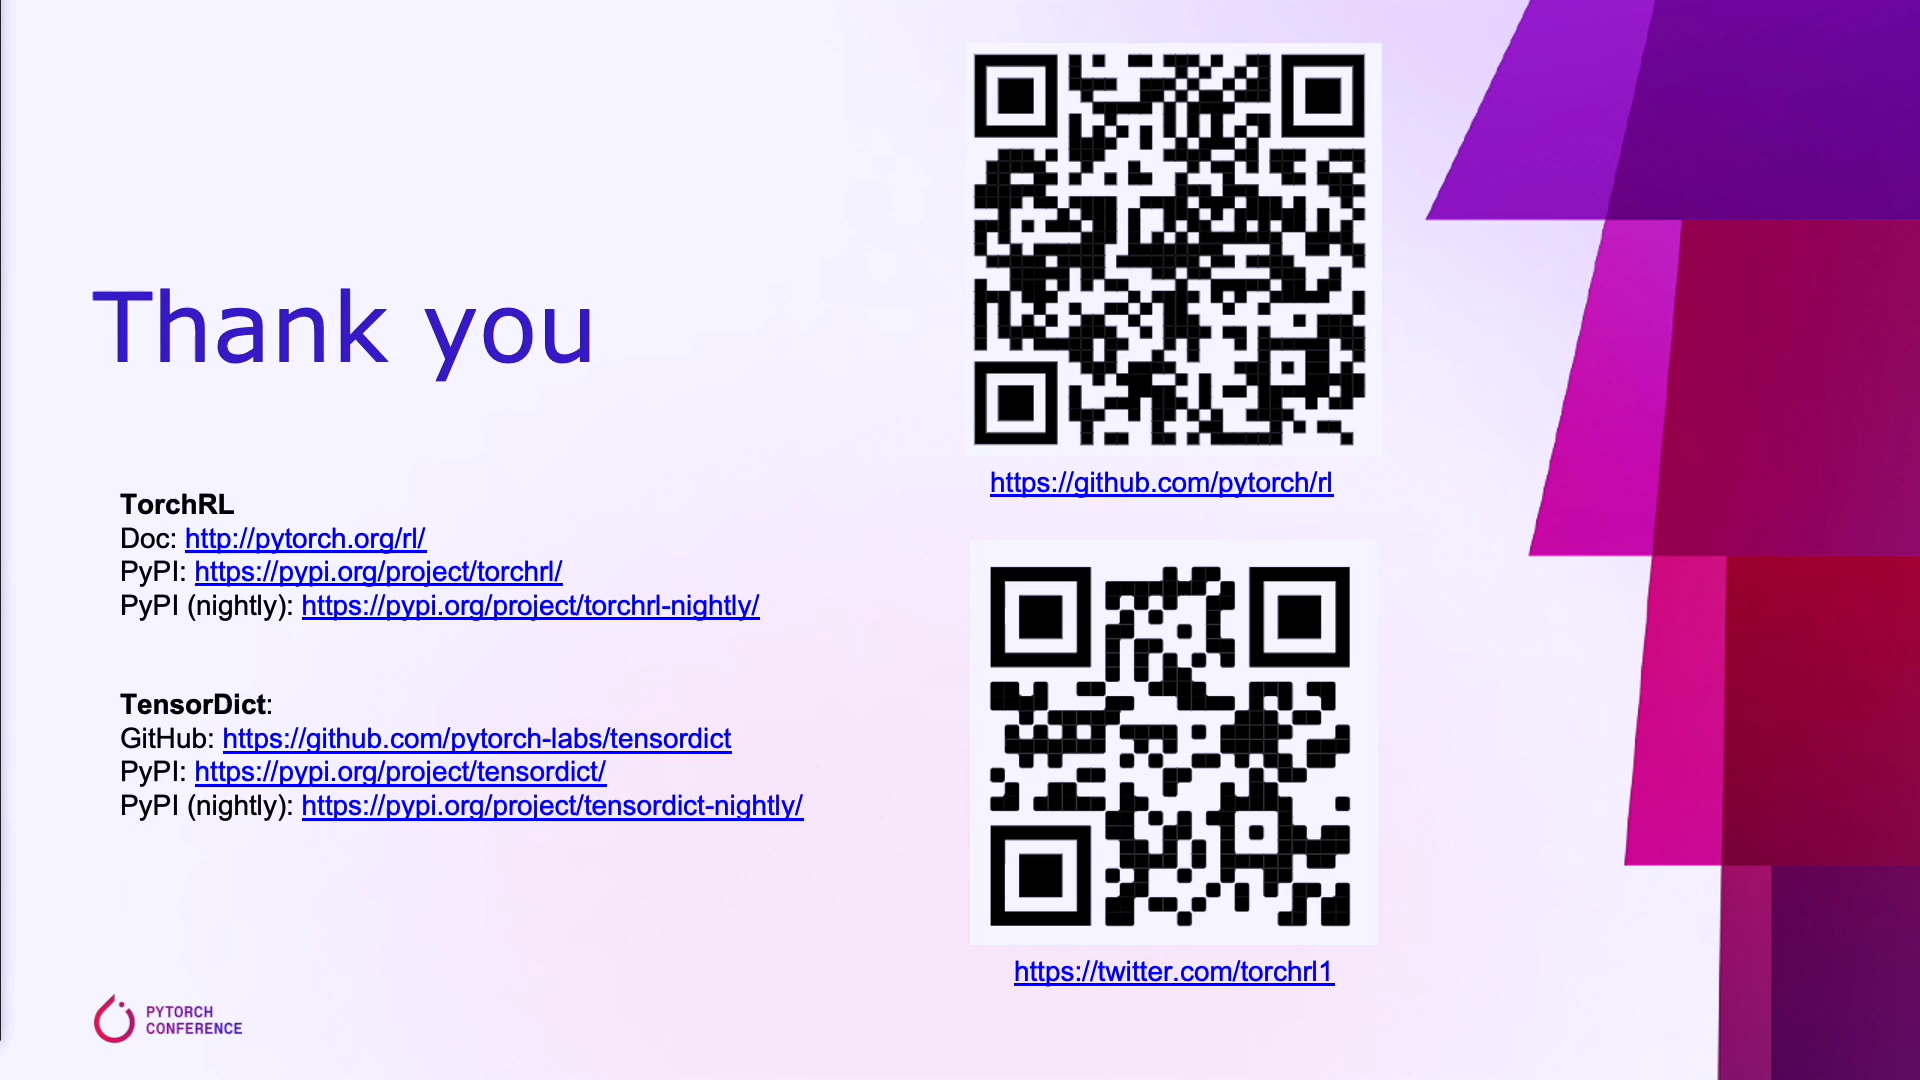 Thank you
TorchRL
Doc: http://pytorch.org/rl/
PyPI: https://pypi.org/project/torchrl/
PyPI (nightly): https://pypi.org/project/torchrl-nightly/
TensorDict:
GitHub: https://github.com/pytorch-labs/tensordict
PyPI: https://pypi.org/project/tensordict/
PyPI (nightly): https://pypi.org/project/tensordict-nightly/
https://github.com/pytorch/rl
https://twitter.com/torchrl1
PYTORCH
CONFERENCE